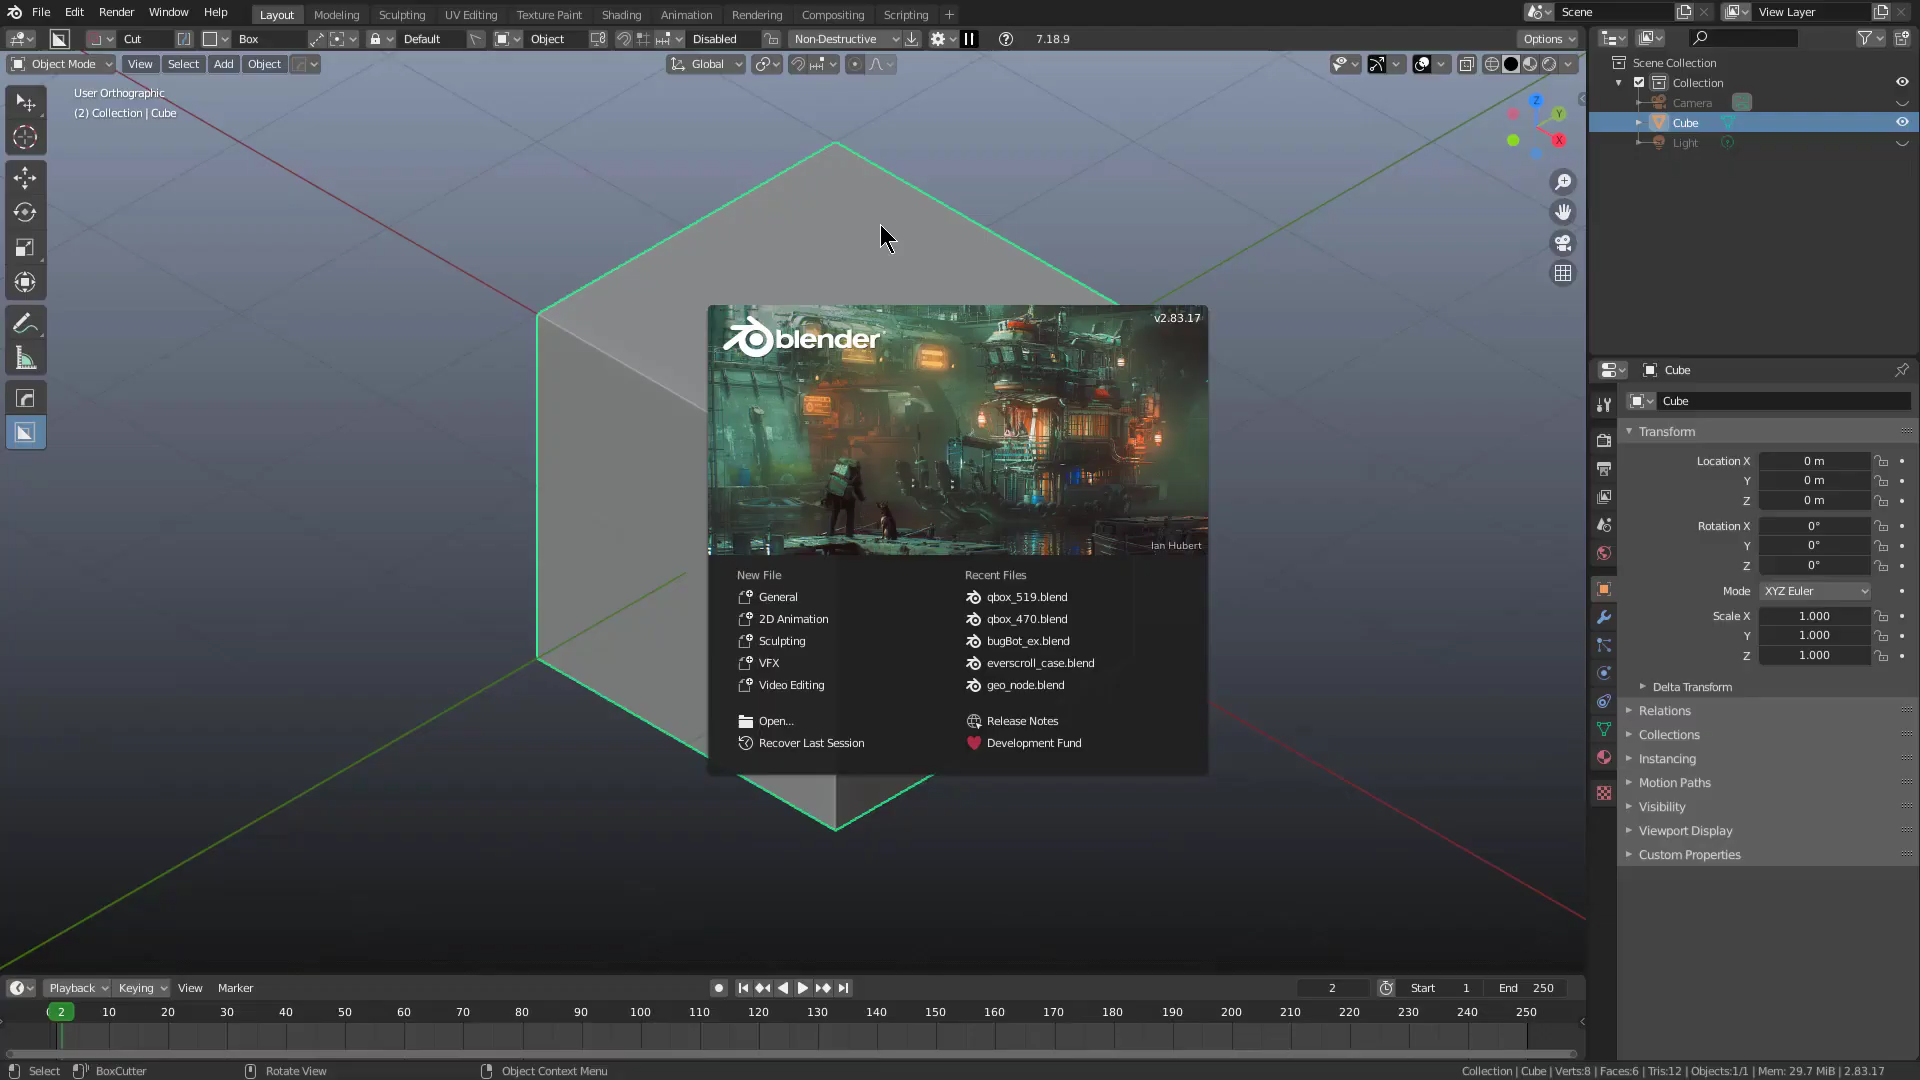 File Edit Render Window Help Layout Modeling Sculpting UV Editing Texture Paint Shading Animation Rendering Compositing Scripting + Scene View Layer
Cut Box Default Object Disabled Non-Destructive 7.18.9 Options
Object Mode View Select Add Object Global
User Orthographic
(2) Collection | Cube
Z
Y
X
Scene Collection
Collection
Camera
Cube
Light
blender
v2.83.17
Ian Hubert
New File
General
2D Animation
Sculpting
VFX
Video Editing
Open...
Recover Last Session
Recent Files
qbox_519.blend
qbox_470.blend
bugBot_ex.blend
everscroll_case.blend
geo_node.blend
Release Notes
Development Fund
Cube
Cube
Transform
Location X 0 m
Y 0 m
Z 0 m
Rotation X 0°
Y 0°
Z 0°
Mode XYZ Euler
Scale X 1.000
Y 1.000
Z 1.000
Delta Transform
Relations
Collections
Instancing
Motion Paths
Visibility
Viewport Display
Custom Properties
Playback Keying View Marker 2 Start 1 End 250
2 10 20 30 40 50 60 70 80 90 100 110 120 130 140 150 160 170 180 190 200 210 220 230 240 250
Select BoxCutter Rotate View Object Context Menu Collection | Cube | Verts:8 | Faces:6 | Tris:12 | Objects:1/1 | Mem: 29.7 MiB | 2.83.17